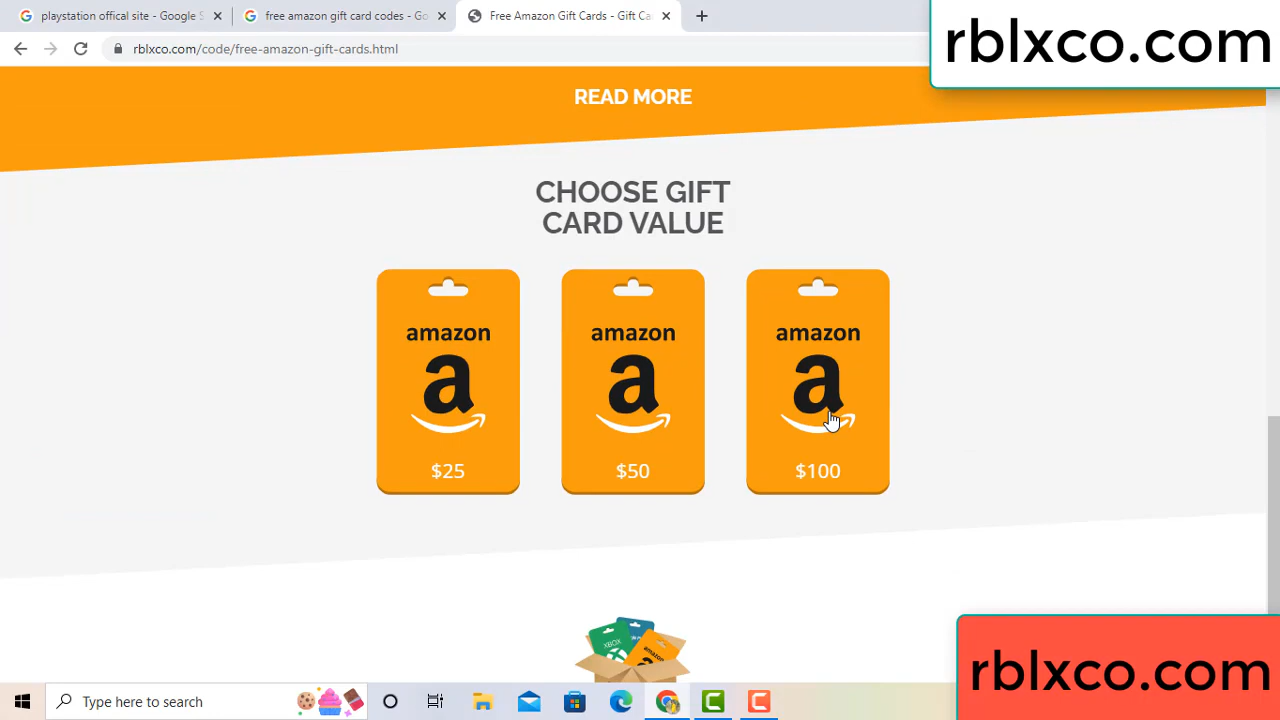 playstation offical site - Google S
free amazon gift card codes - Go
Free Amazon Gift Cards - Gift Ca
rblxco.com/code/free-amazon-gift-cards.html
rblxco.com
READ MORE
CHOOSE GIFT
CARD VALUE
amazon
a
$25
amazon
a
$50
amazon
a
$100
XBOX
rblxco.com
Type here to search